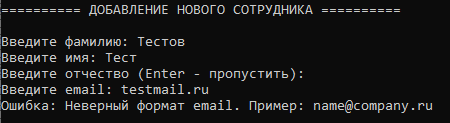 ========== ДОБАВЛЕНИЕ НОВОГО СОТРУДНИКА ==========
Введите фамилию: Тестов
Введите имя: Тест
Введите отчество (Enter - пропустить):
Введите email: testmail.ru
Ошибка: Неверный формат email. Пример: name@company.ru